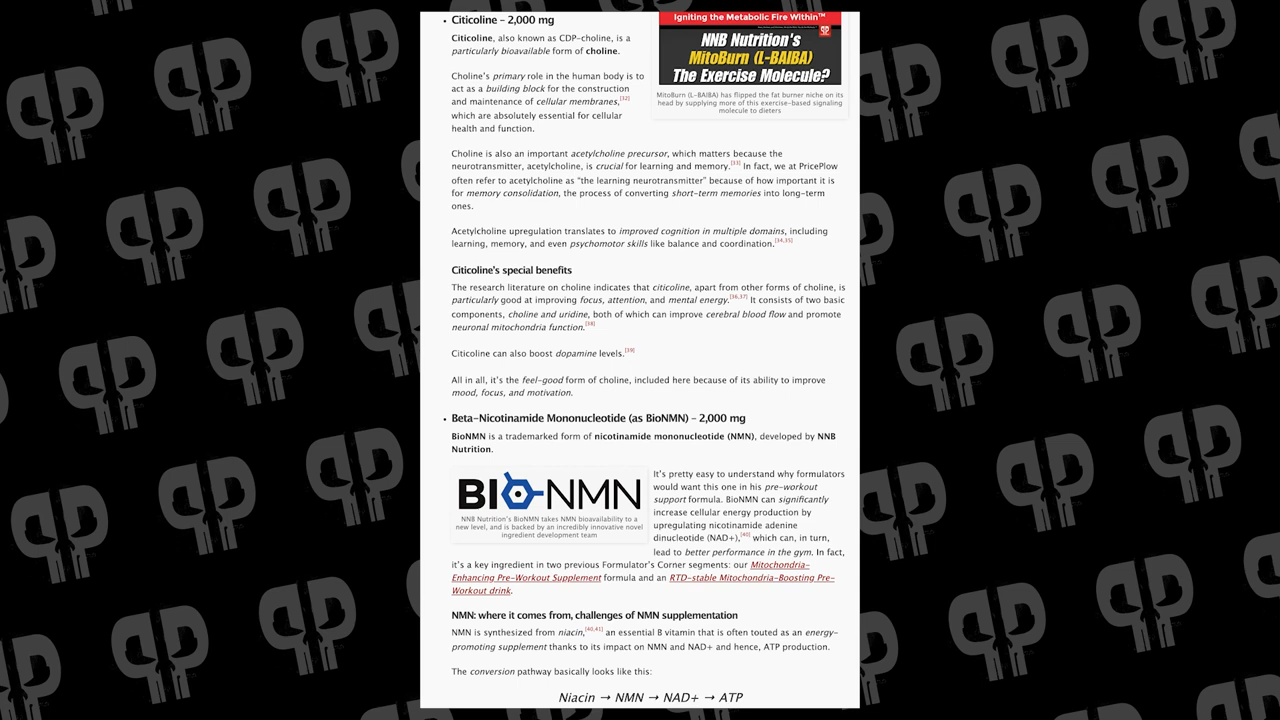 • Citicoline – 2,000 mg
Citicoline, also known as CDP-choline, is a
particularly bioavailable form of choline.
Choline's primary role in the human body is to
act as a building block for the construction
and maintenance of cellular membranes,[32]
which are absolutely essential for cellular
health and function.
Igniting the Metabolic Fire Within™
NNB Nutrition's
MitoBurn (L-BAIBA)
The Exercise Molecule?
MitoBurn (L-BAIBA) has flipped the fat burner niche on its
head by supplying more of this exercise-based signaling
molecule to dieters
Choline is also an important acetylcholine precursor, which matters because the
neurotransmitter, acetylcholine, is crucial for learning and memory.[33] In fact, we at PricePlow
often refer to acetylcholine as “the learning neurotransmitter” because of how important it is
for memory consolidation, the process of converting short-term memories into long-term
ones.
Acetylcholine upregulation translates to improved cognition in multiple domains, including
learning, memory, and even psychomotor skills like balance and coordination.[34,35]
Citicoline's special benefits
The research literature on choline indicates that citicoline, apart from other forms of choline, is
particularly good at improving focus, attention, and mental energy.[36,37] It consists of two basic
components, choline and uridine, both of which can improve cerebral blood flow and promote
neuronal mitochondria function.[38]
Citicoline can also boost dopamine levels.[39]
All in all, it's the feel-good form of choline, included here because of its ability to improve
mood, focus, and motivation.
• Beta-Nicotinamide Mononucleotide (as BioNMN) – 2,000 mg
BioNMN is a trademarked form of nicotinamide mononucleotide (NMN), developed by NNB
Nutrition.
BIO-NMN
NNB Nutrition's BioNMN takes NMN bioavailability to a
new level, and is backed by an incredibly innovative novel
ingredient development team
It's pretty easy to understand why formulators
would want this one in his pre-workout
support formula. BioNMN can significantly
increase cellular energy production by
upregulating nicotinamide adenine
dinucleotide (NAD+),[40] which can, in turn,
lead to better performance in the gym. In fact,
it's a key ingredient in two previous Formulator's Corner segments: our Mitochondria-
Enhancing Pre-Workout Supplement formula and an RTD-stable Mitochondria-Boosting Pre-
Workout drink.
NMN: where it comes from, challenges of NMN supplementation
NMN is synthesized from niacin,[40,41] an essential B vitamin that is often touted as an energy-
promoting supplement thanks to its impact on NMN and NAD+ and hence, ATP production.
The conversion pathway basically looks like this:
Niacin → NMN → NAD+ → ATP